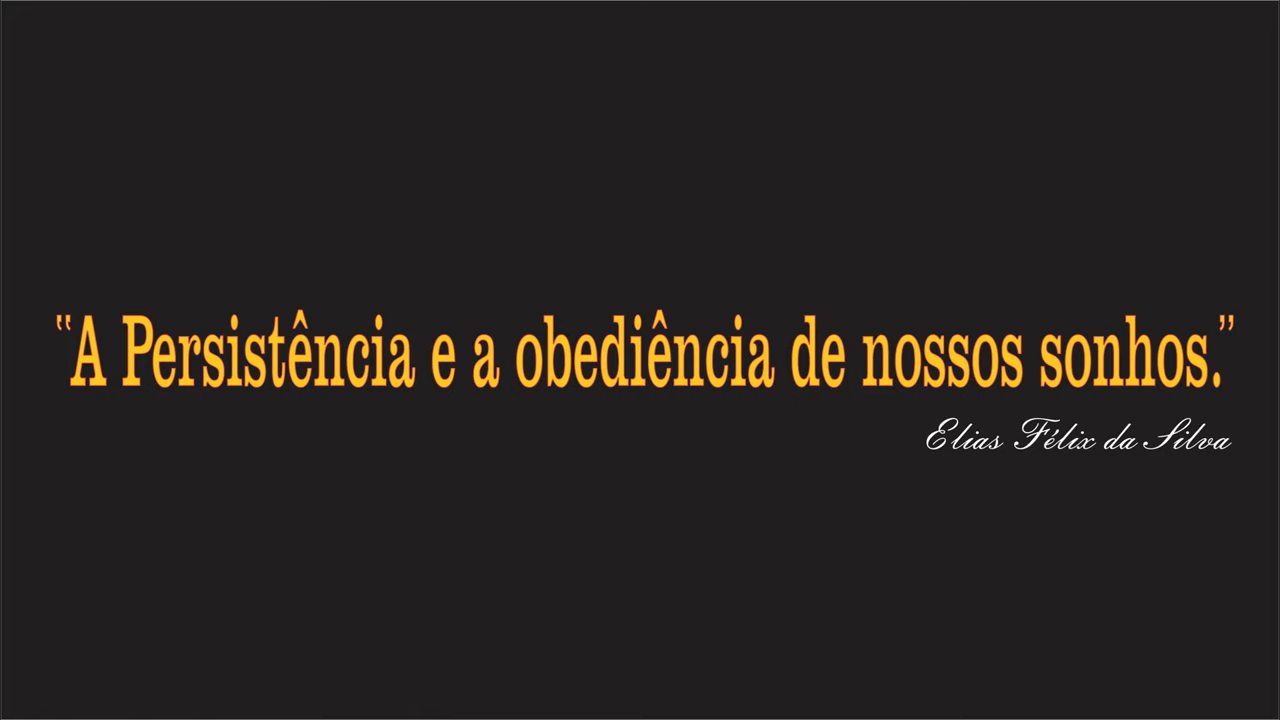 ‟A Persistência e a obediência de nossos sonhos.”
Elias Félix da Silva